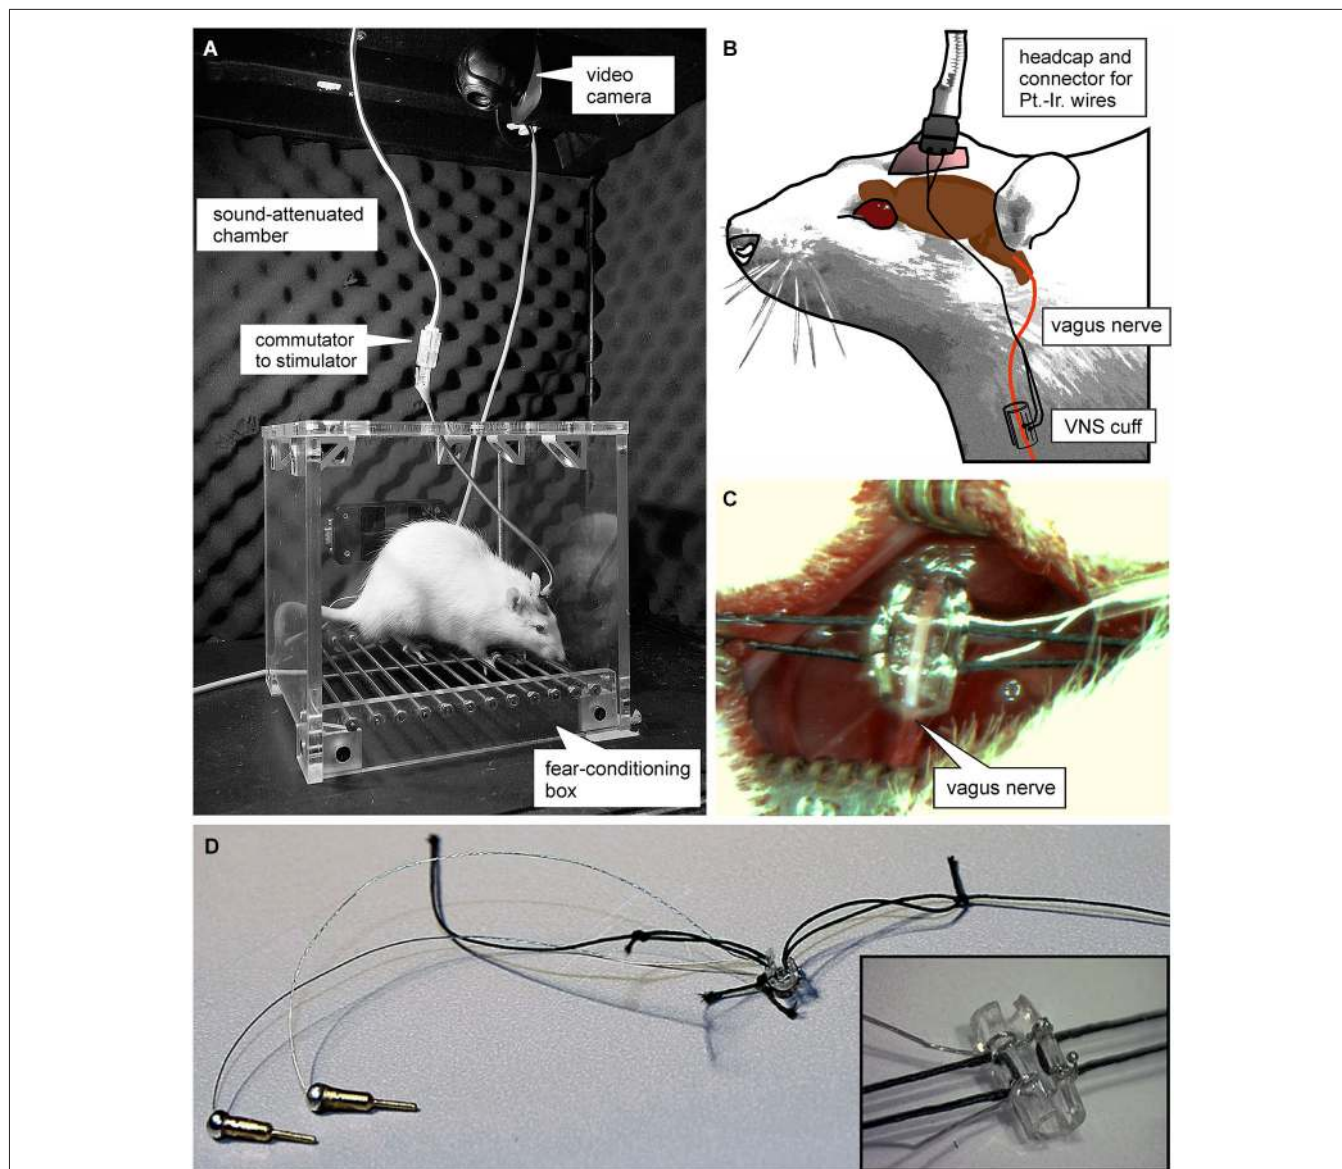 A
video
camera
sound-attenuated
chamber
commutator
to stimulator
fear-conditioning
box
B
headcap and
connector for
Pt.-Ir. wires
vagus nerve
VNS cuff
C
vagus nerve
D